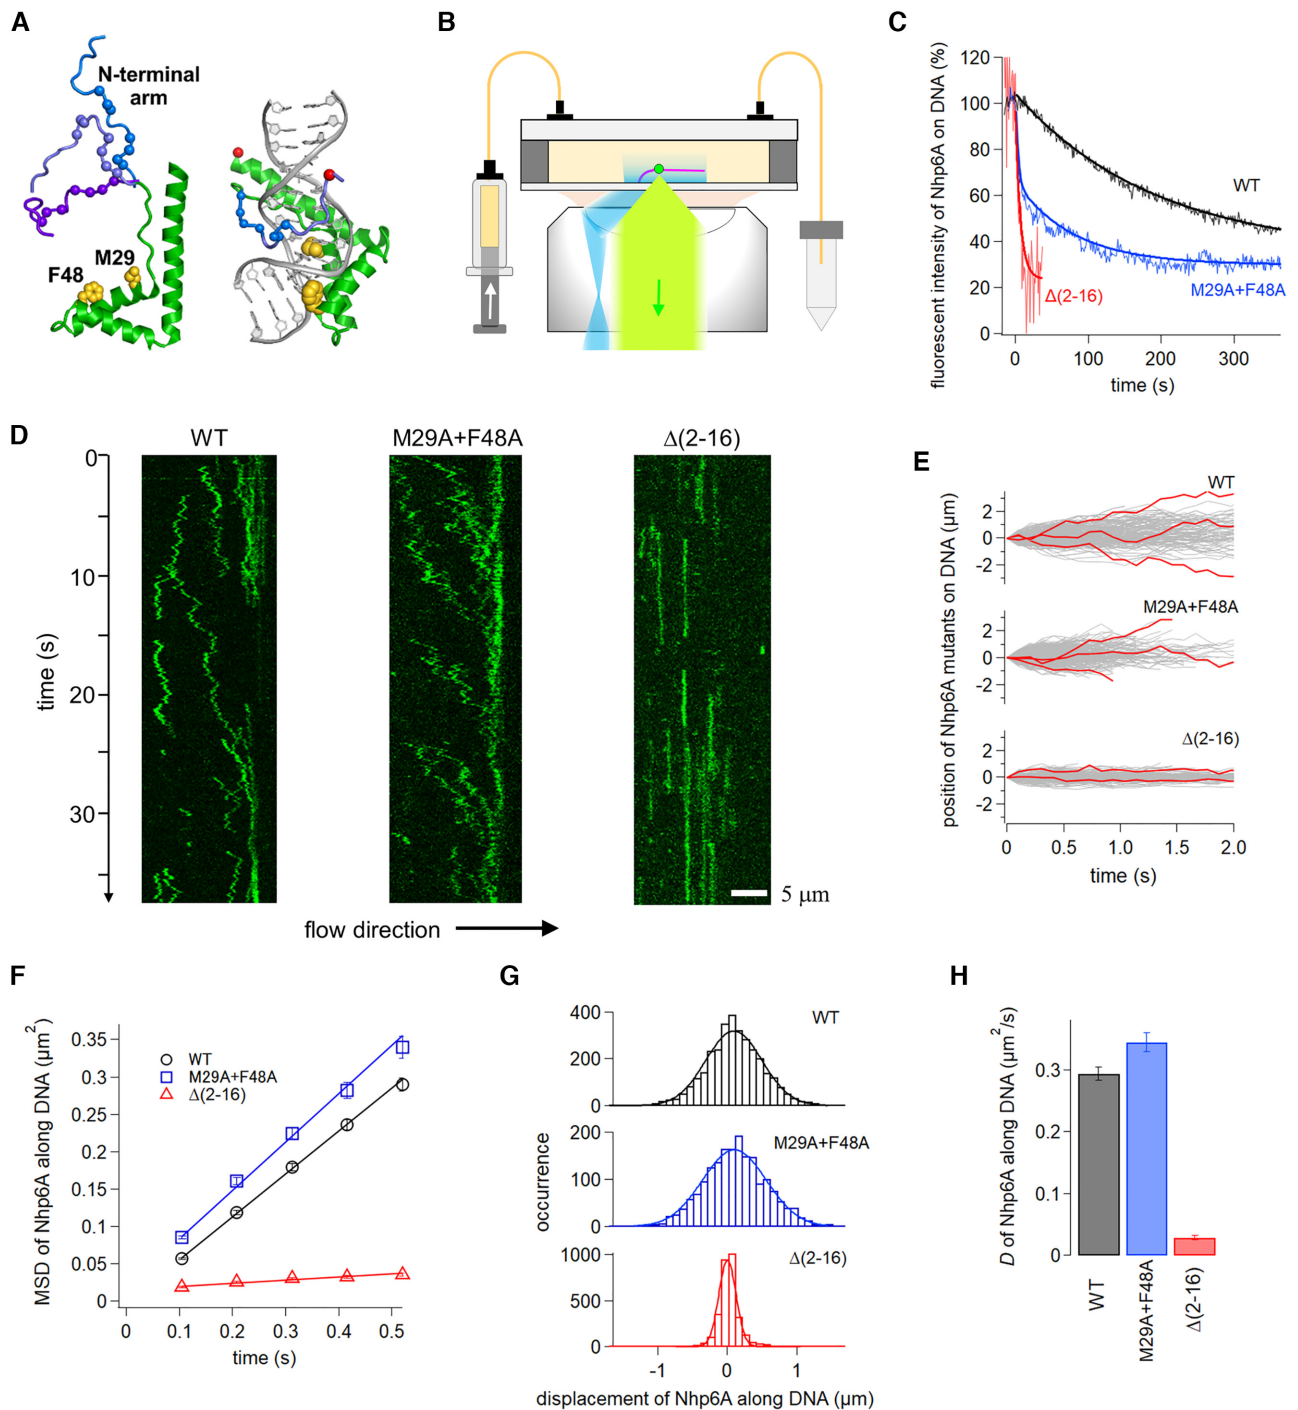 A
N-terminal
arm
M29
F48
B
C
fluorescent intensity of Nhp6A on DNA (%)
120
100
80
60
40
20
0
WT
M29A+F48A
Δ(2-16)
0
100
200
300
time (s)
D
WT
M29A+F48A
Δ(2-16)
time (s)
0
10
20
30
5 μm
flow direction
E
position of Nhp6A mutants on DNA (μm)
WT
2
0
-2
M29A+F48A
2
0
-2
Δ(2-16)
2
0
-2
0
0.5
1.0
1.5
2.0
time (s)
F
MSD of Nhp6A along DNA (μm²)
0.35
0.3
0.25
0.2
0.15
0.1
0.05
0
WT
M29A+F48A
Δ(2-16)
0
0.1
0.2
0.3
0.4
0.5
time (s)
G
occurrence
400
200
0
WT
200
100
0
M29A+F48A
1000
500
0
Δ(2-16)
-1
0
1
displacement of Nhp6A along DNA (μm)
H
D of Nhp6A along DNA (μm²/s)
0.3
0.2
0.1
0
WT
M29A+F48A
Δ(2-16)